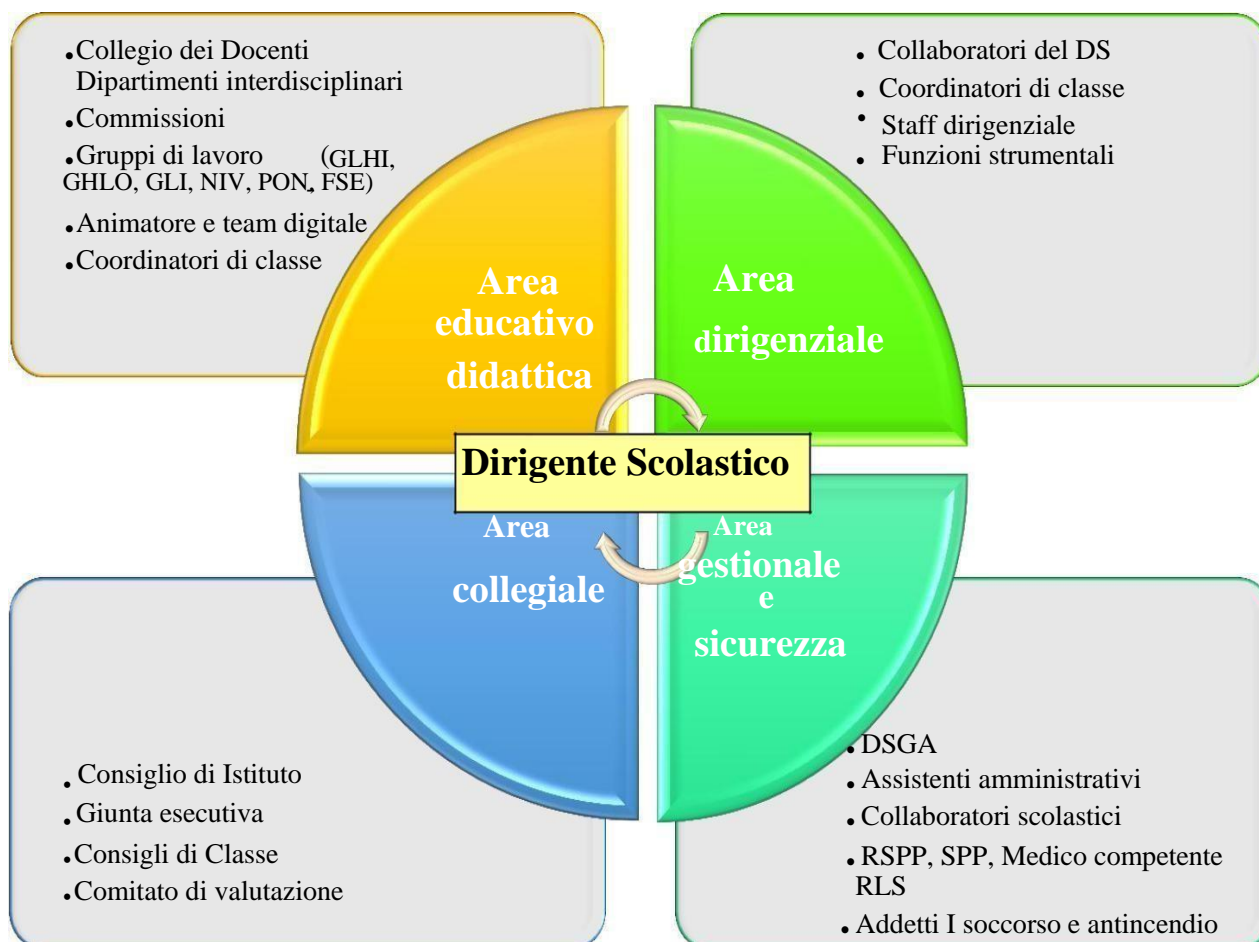 .Collegio dei Docenti
Dipartimenti interdisciplinari
.Commissioni
.Gruppi di lavoro (GLHI,
GHLO, GLI, NIV, PON, FSE)
.Animatore e team digitale
.Coordinatori di classe
. Collaboratori del DS
. Coordinatori di classe
• Staff dirigenziale
. Funzioni strumentali
Area
educativo
didattica
Area
dirigenziale
Dirigente Scolastico
Area
collegiale
Area
gestionale
e
sicurezza
. Consiglio di Istituto
. Giunta esecutiva
.Consigli di Classe
.Comitato di valutazione
. DSGA
. Assistenti amministrativi
. Collaboratori scolastici
. RSPP, SPP, Medico competente
RLS
. Addetti I soccorso e antincendio